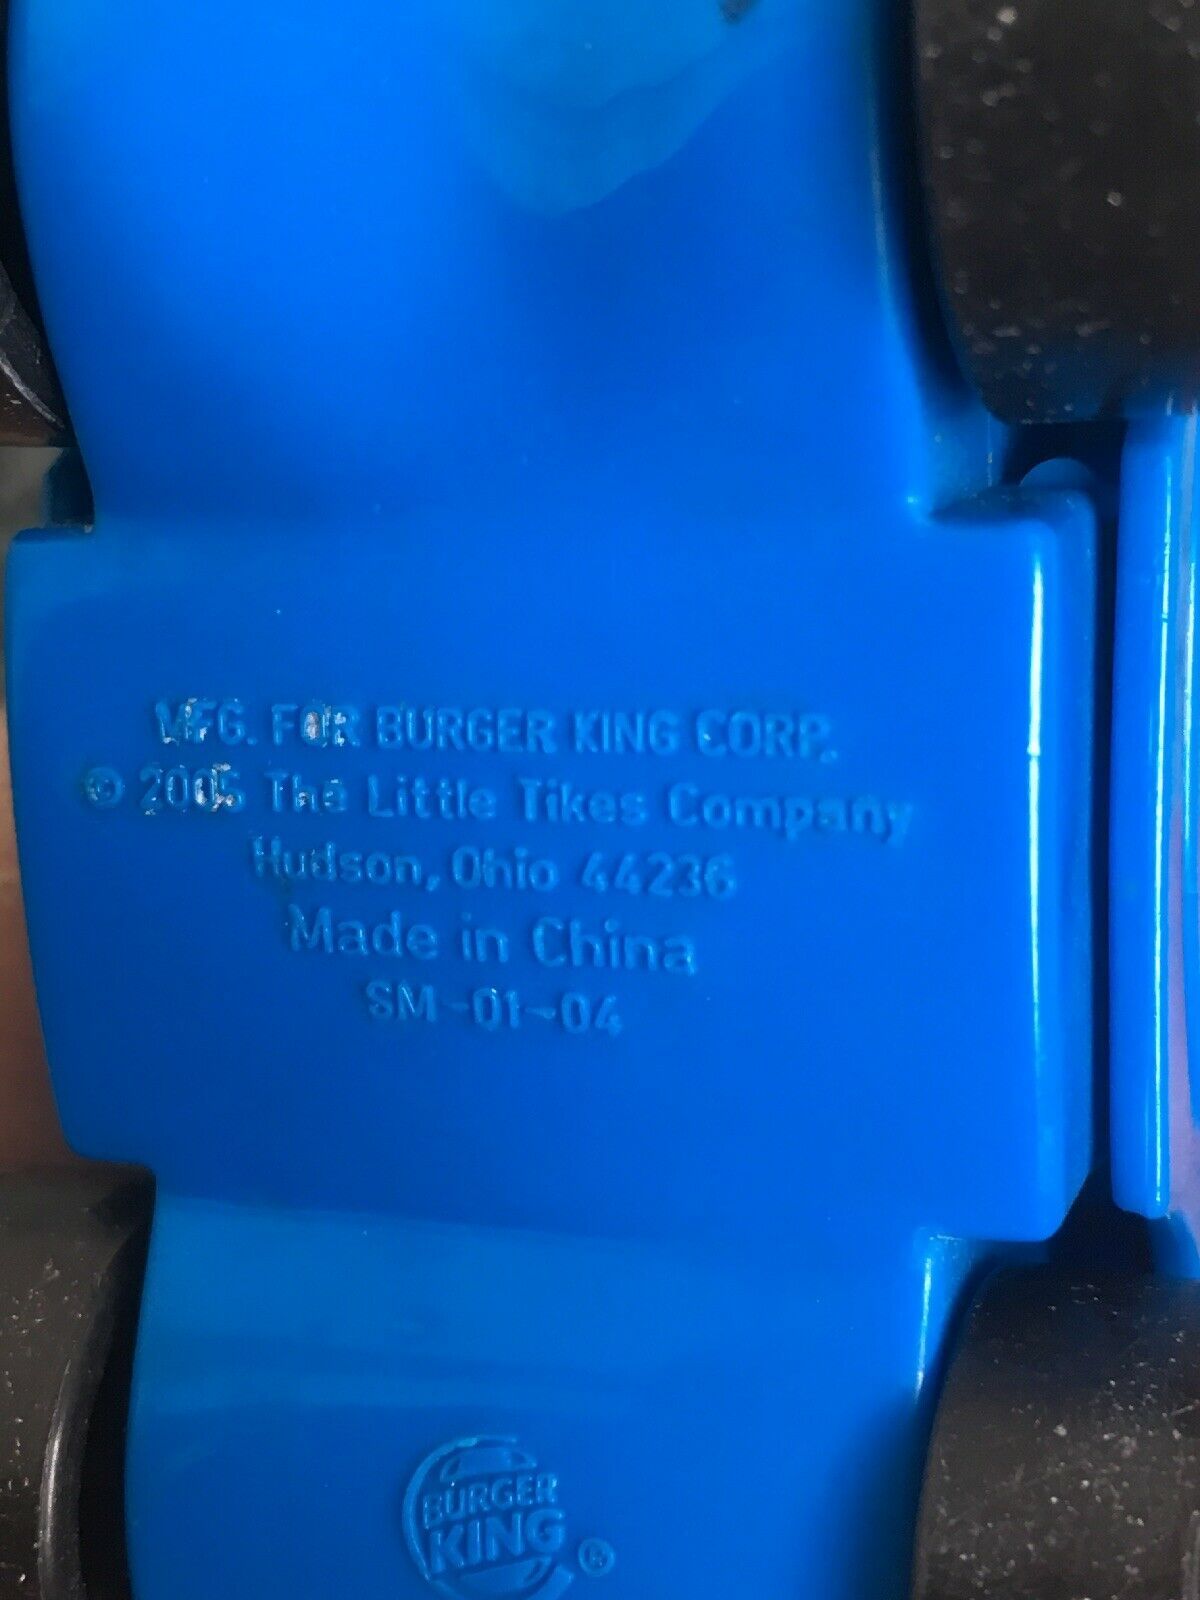 MFG. FOR BURGER KING CORP.
© 2005 The Little Tikes Company
Hudson, Ohio 44236
Made in China
SM-01-04
BURGER
KING ®